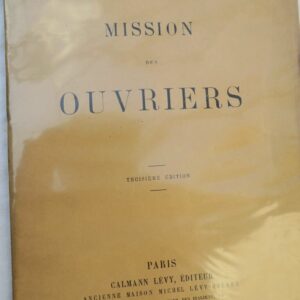 MISSION
DES
OUVRIERS
TROISIÈME ÉDITION
PARIS
CALMANN LÉVY, ÉDITEUR
ANCIENNE MAISON MICHEL LÉVY FRÈRES